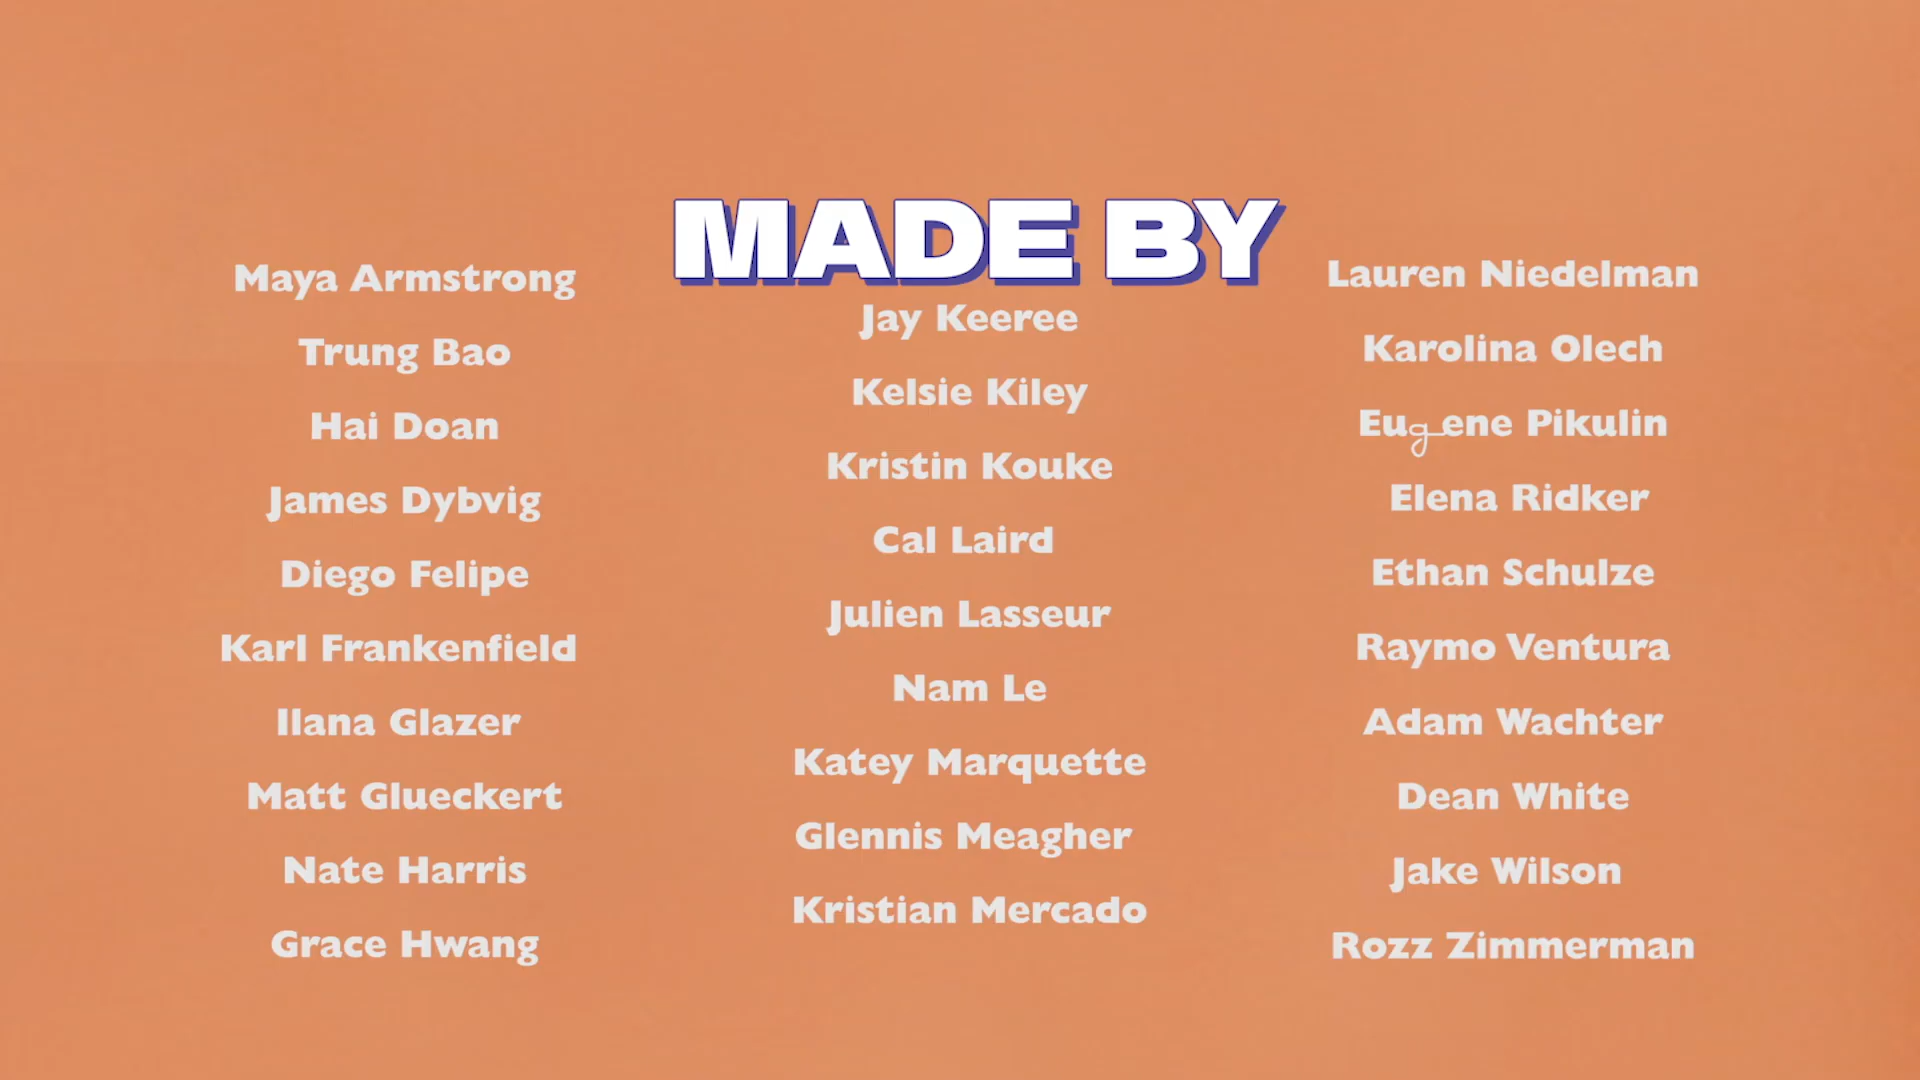 MADE BY
Maya Armstrong
Trung Bao
Hai Doan
James Dybvig
Diego Felipe
Karl Frankenfield
Ilana Glazer
Matt Glueckert
Nate Harris
Grace Hwang
Jay Keeree
Kelsie Kiley
Kristin Kouke
Cal Laird
Julien Lasseur
Nam Le
Katey Marquette
Glennis Meagher
Kristian Mercado
Lauren Niedelman
Karolina Olech
Eugene Pikulin
Elena Ridker
Ethan Schulze
Raymo Ventura
Adam Wachter
Dean White
Jake Wilson
Rozz Zimmerman